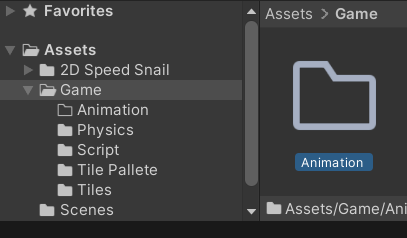 Favorites
Assets
2D Speed Snail
Game
Animation
Physics
Script
Tile Pallete
Tiles
Scenes
Assets > Game
Animation
Assets/Game/Ani